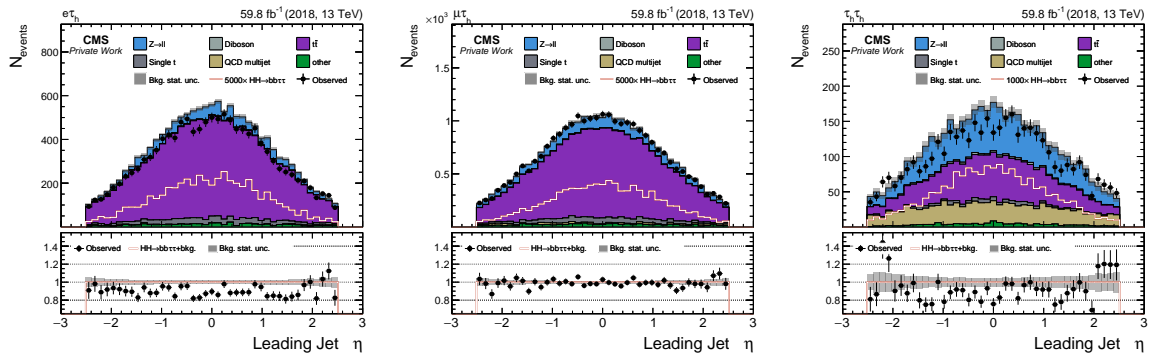 eτh 59.8 fb⁻¹ (2018, 13 TeV)
Nevents
CMS
Private Work
Z→ll Diboson tt̄
Single t QCD multijet other
Bkg. stat. unc. 5000× HH→bbττ Observed
800
600
400
200
Observed HH→bbττ+bkg. Bkg. stat. unc.
1.4
1.2
1.0
0.8
−3 −2 −1 0 1 2 3
Leading Jet η
μτh 59.8 fb⁻¹ (2018, 13 TeV)
×10³
Nevents
CMS
Private Work
Z→ll Diboson tt̄
Single t QCD multijet other
Bkg. stat. unc. 5000× HH→bbττ Observed
1.5
1
0.5
Observed HH→bbττ+bkg. Bkg. stat. unc.
1.4
1.2
1.0
0.8
−3 −2 −1 0 1 2 3
Leading Jet η
τhτh 59.8 fb⁻¹ (2018, 13 TeV)
Nevents
CMS
Private Work
Z→ll Diboson tt̄
Single t QCD multijet other
Bkg. stat. unc. 1000× HH→bbττ Observed
250
200
150
100
50
Observed HH→bbττ+bkg. Bkg. stat. unc.
1.4
1.2
1.0
0.8
−3 −2 −1 0 1 2 3
Leading Jet η